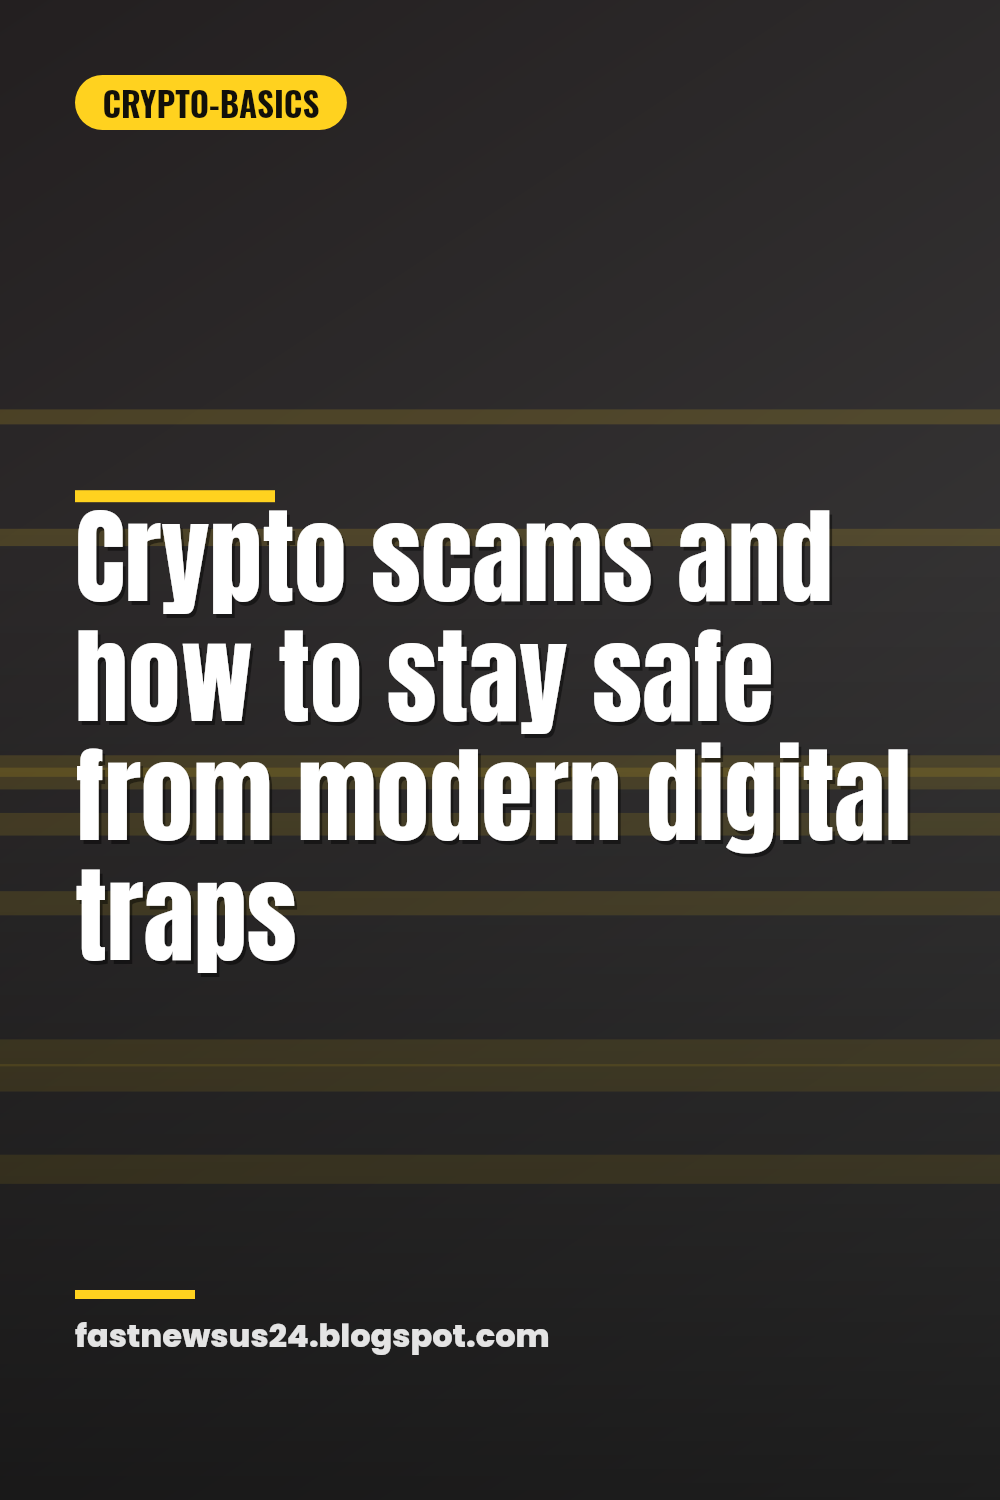 CRYPTO-BASICS
Crypto scams and
how to stay safe
from modern digital
traps
fastnewsus24.blogspot.com